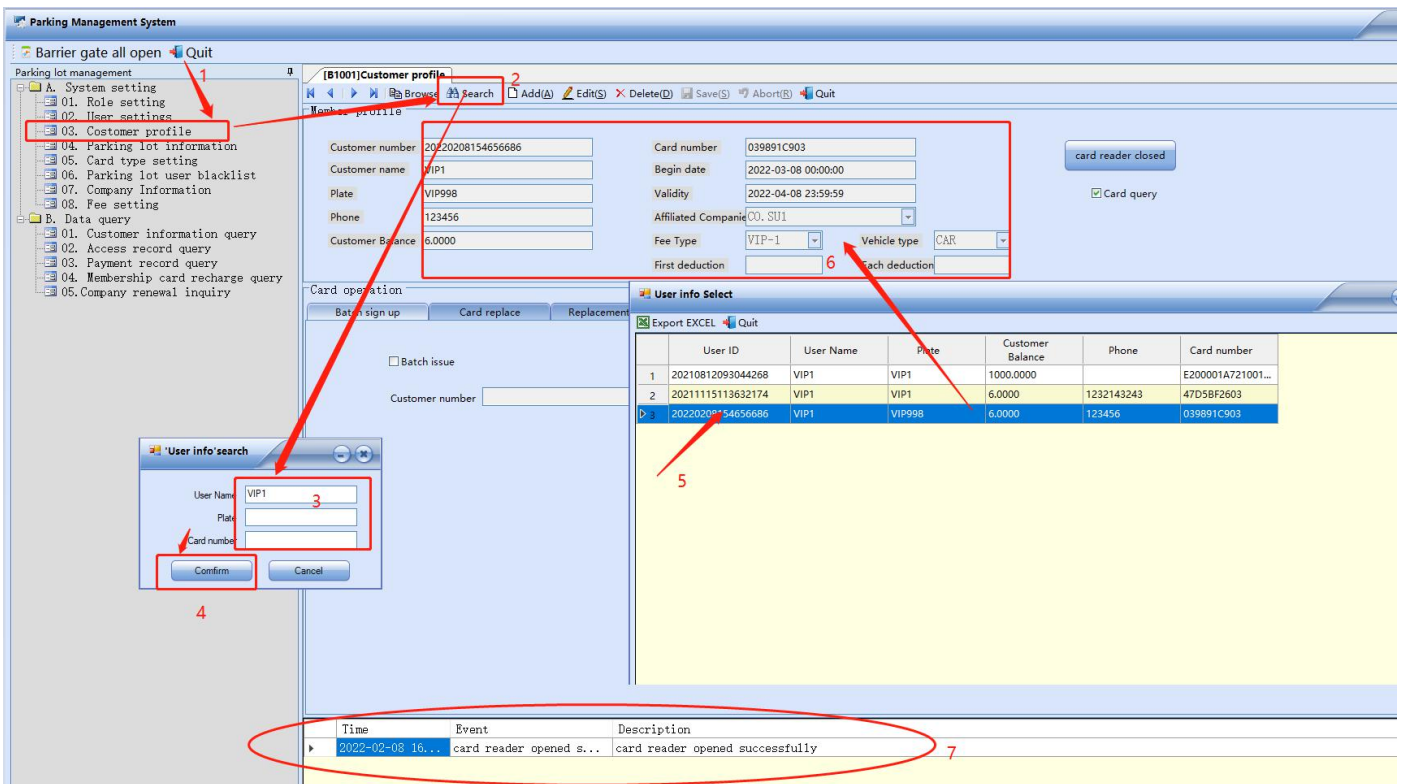 Parking Management System
Barrier gate all open Quit
Parking lot management
1
A. System setting
01. Role setting
02. User settings
03. Costomer profile
04. Parking lot information
05. Card type setting
06. Parking lot user blacklist
07. Company Information
08. Fee setting
B. Data query
01. Customer information query
02. Access record query
03. Payment record query
04. Membership card recharge query
05.Company renewal inquiry
[B1001]Customer profile
2
Browse Search Add(A) Edit(S) Delete(D) Save(S) Abort(R) Quit
Member profile
Customer number 20220208154656686 Card number 039891C903
card reader closed
Customer name VIP1 Begin date 2022-03-08 00:00:00
Plate VIP998 Validity 2022-04-08 23:59:59
Card query
Phone 123456 Affiliated Companie CO. SU1
Customer Balance 6.0000 Fee Type VIP-1 Vehicle type CAR
First deduction 6 Each deduction
Card operation
Batch sign up Card replace Replacement
Batch issue
Customer number
User info Select
Export EXCEL Quit
User ID User Name Plate Customer Balance Phone Card number
1 20210812093044268 VIP1 VIP1 1000.0000 E200001A721001...
2 20211115113632174 VIP1 VIP1 6.0000 1232143243 47D5BF2603
3 20220208154656686 VIP1 VIP998 6.0000 123456 039891C903
5
'User info'search
User Name VIP1
3
Plate
Card number
Comfirm Cancel
4
Time Event Description
2022-02-08 16... card reader opened s... card reader opened successfully
7